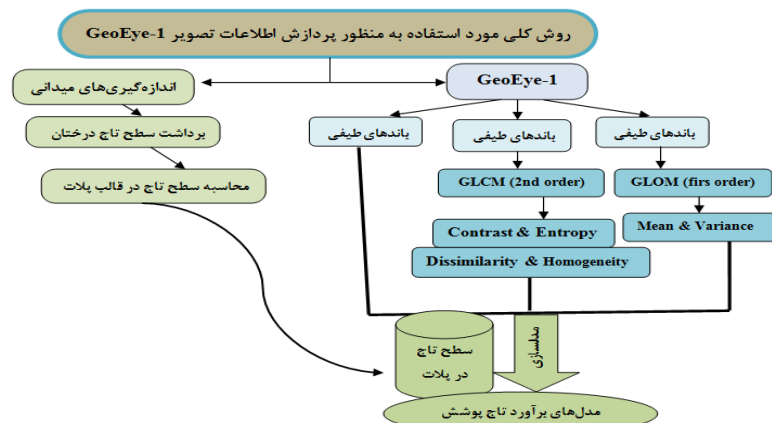 روش کلی مورد استفاده به منظور پردازش اطلاعات تصویر GeoEye-1
GeoEye-1
اندازه‌گیری‌های میدانی
برداشت سطح تاج درختان
محاسبه سطح تاج در قالب پلات
باندهای طیفی
باندهای طیفی
باندهای طیفی
GLCM (2nd order)
GLOM (firs order)
Contrast & Entropy
Mean & Variance
Dissimilarity & Homogeneity
مدلسازی
سطح تاج
در پلات
مدل‌های برآورد تاج پوشش